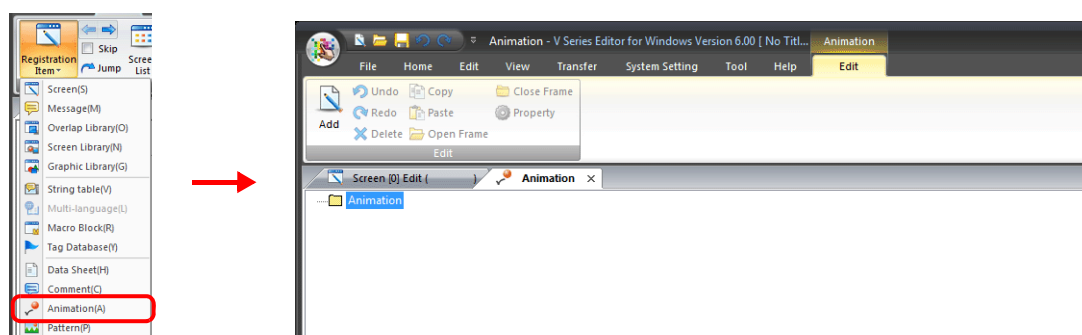 Registration
Item
Skip
Jump
Scree
List
Screen(S)
Message(M)
Overlap Library(O)
Screen Library(N)
Graphic Library(G)
String table(V)
Multi-language(L)
Macro Block(R)
Tag Database(Y)
Data Sheet(H)
Comment(C)
Animation(A)
Pattern(P)
Animation - V Series Editor for Windows Version 6.00 [ No Titl...
Animation
File Home Edit View Transfer System Setting Tool Help Edit
Add
Undo Copy Close Frame
Redo Paste Property
Delete Open Frame
Edit
Screen [0] Edit ( ) Animation ×
Animation